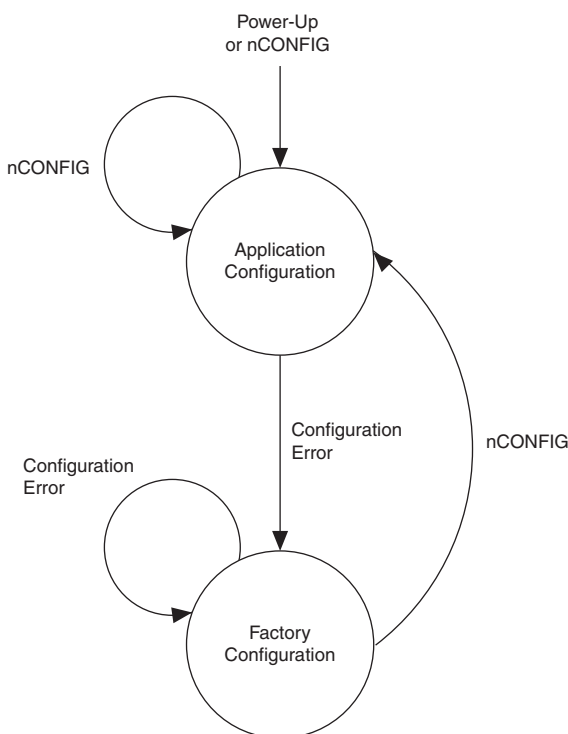 Power-Up
or nCONFIG
nCONFIG
Application
Configuration
Configuration
Error
nCONFIG
Configuration
Error
Factory
Configuration